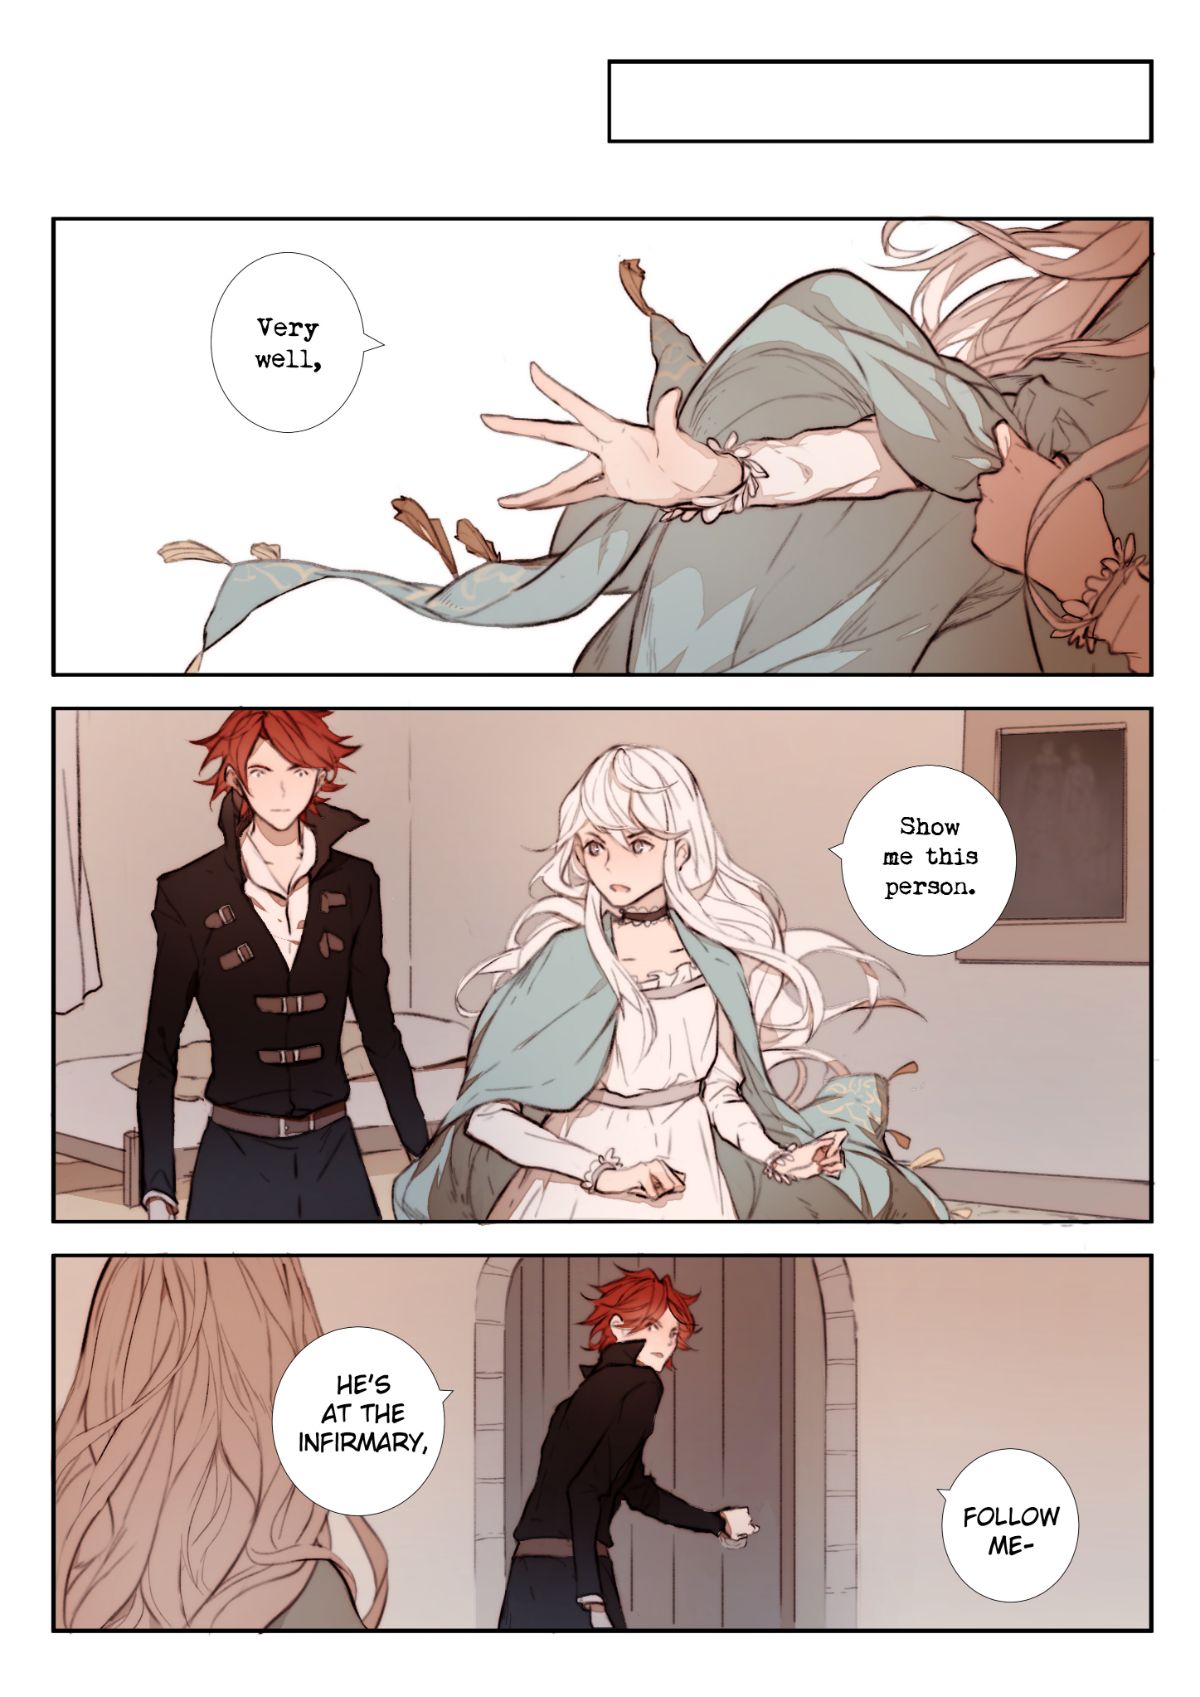 Very
well,
Show
me this
person.
HE'S
AT THE
INFIRMARY,
FOLLOW
ME-